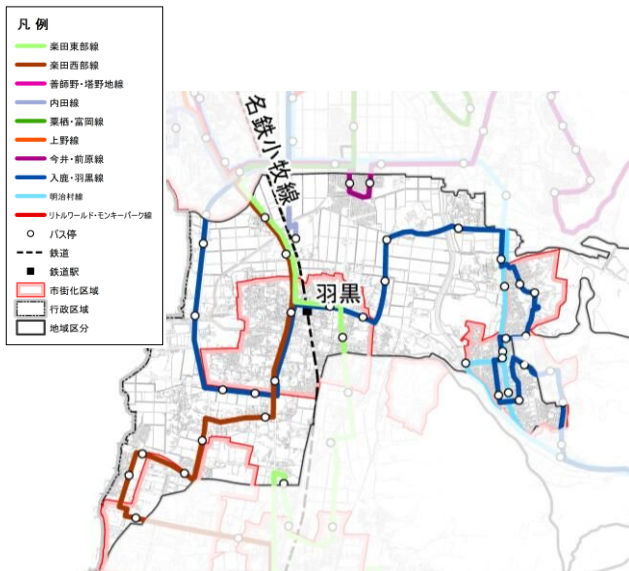 凡例
楽田東部線
楽田西部線
善師野・塔野地線
内田線
栗栖・富岡線
上野線
今井・前原線
入鹿・羽黒線
明治村線
リトルワールド・モンキーパーク線
バス停
鉄道
鉄道駅
市街化区域
行政区域
地域区分
名鉄小牧線
羽黒